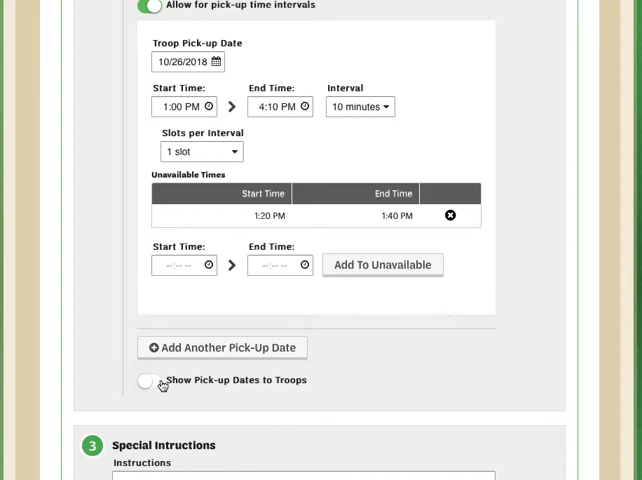 Allow for pick-up time intervals
Troop Pick-up Date
10/26/2018
Start Time: End Time: Interval
1:00 PM 4:10 PM 10 minutes
Slots per Interval
1 slot
Unavailable Times
Start Time End Time
1:20 PM 1:40 PM
Start Time: End Time:
--:-- -- --:-- -- Add To Unavailable
Add Another Pick-Up Date
Show Pick-up Dates to Troops
3 Special Intructions
Instructions